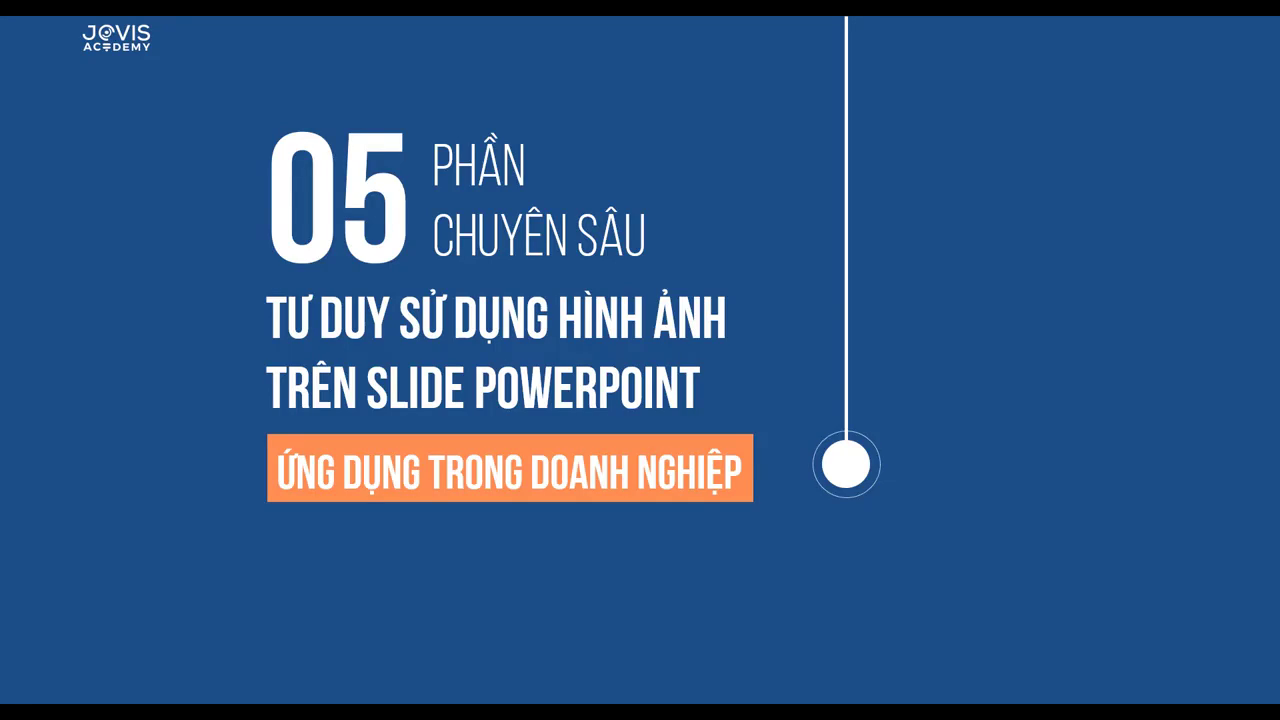 JOVIS
ACADEMY
05
PHẦN
CHUYÊN SÂU
TƯ DUY SỬ DỤNG HÌNH ẢNH
TRÊN SLIDE POWERPOINT
ỨNG DỤNG TRONG DOANH NGHIỆP